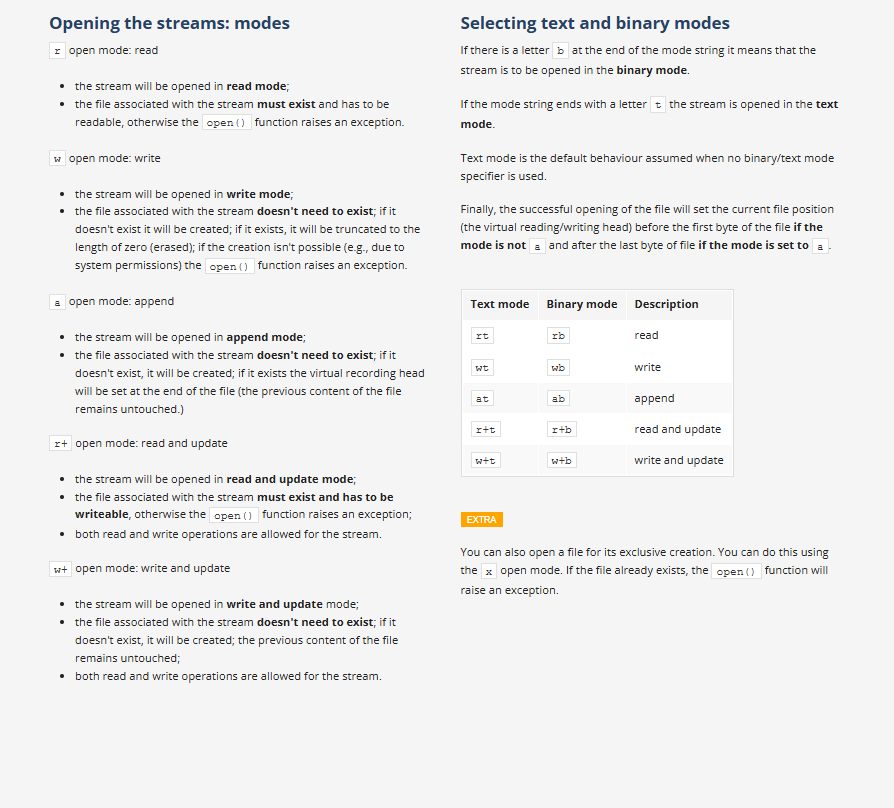 Opening the streams: modes
r open mode: read
the stream will be opened in read mode;
the file associated with the stream must exist and has to be
readable, otherwise the open() function raises an exception.
w open mode: write
the stream will be opened in write mode;
the file associated with the stream doesn't need to exist; if it
doesn't exist it will be created; if it exists, it will be truncated to the
length of zero (erased); if the creation isn't possible (e.g., due to
system permissions) the open() function raises an exception.
a open mode: append
the stream will be opened in append mode;
the file associated with the stream doesn't need to exist; if it
doesn't exist, it will be created; if it exists the virtual recording head
will be set at the end of the file (the previous content of the file
remains untouched.)
r+ open mode: read and update
the stream will be opened in read and update mode;
the file associated with the stream must exist and has to be
writeable, otherwise the open() function raises an exception;
both read and write operations are allowed for the stream.
w+ open mode: write and update
the stream will be opened in write and update mode;
the file associated with the stream doesn't need to exist; if it
doesn't exist, it will be created; the previous content of the file
remains untouched;
both read and write operations are allowed for the stream.
Selecting text and binary modes
If there is a letter b at the end of the mode string it means that the
stream is to be opened in the binary mode.
If the mode string ends with a letter t the stream is opened in the text
mode.
Text mode is the default behaviour assumed when no binary/text mode
specifier is used.
Finally, the successful opening of the file will set the current file position
(the virtual reading/writing head) before the first byte of the file if the
mode is not a and after the last byte of file if the mode is set to a.
Text mode Binary mode Description
rt rb read
wt wb write
at ab append
r+t r+b read and update
w+t w+b write and update
EXTRA
You can also open a file for its exclusive creation. You can do this using
the x open mode. If the file already exists, the open() function will
raise an exception.